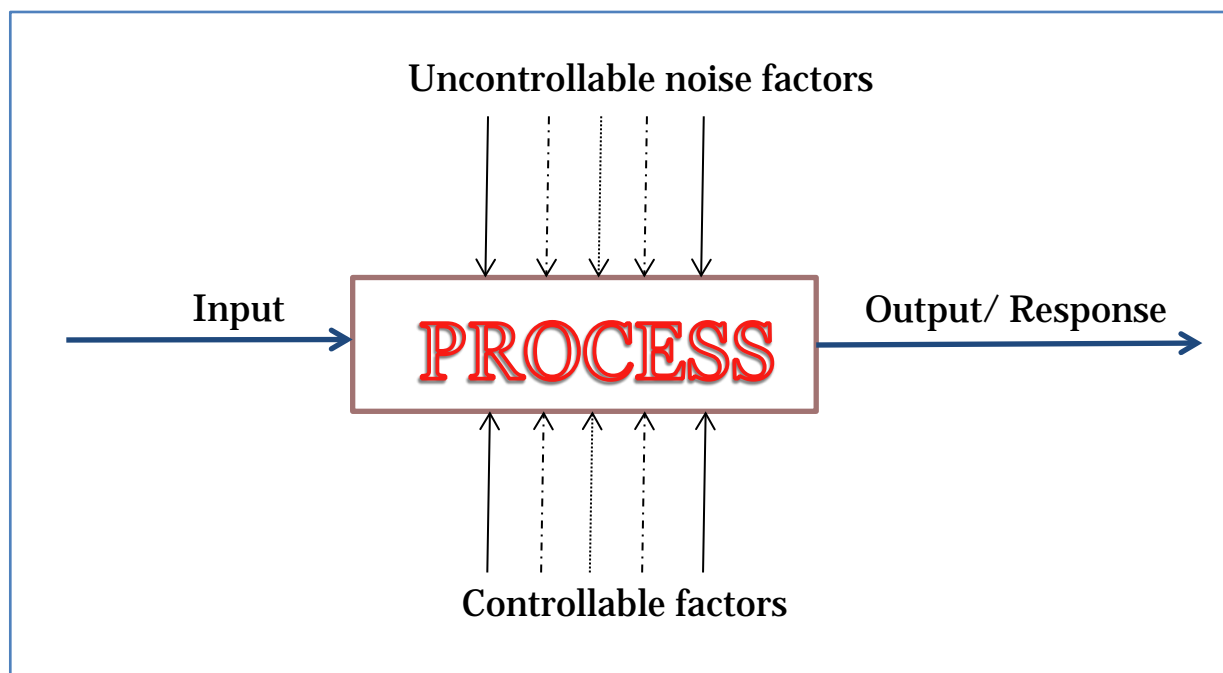 Uncontrollable noise factors
Input
PROCESS
Output/ Response
Controllable factors